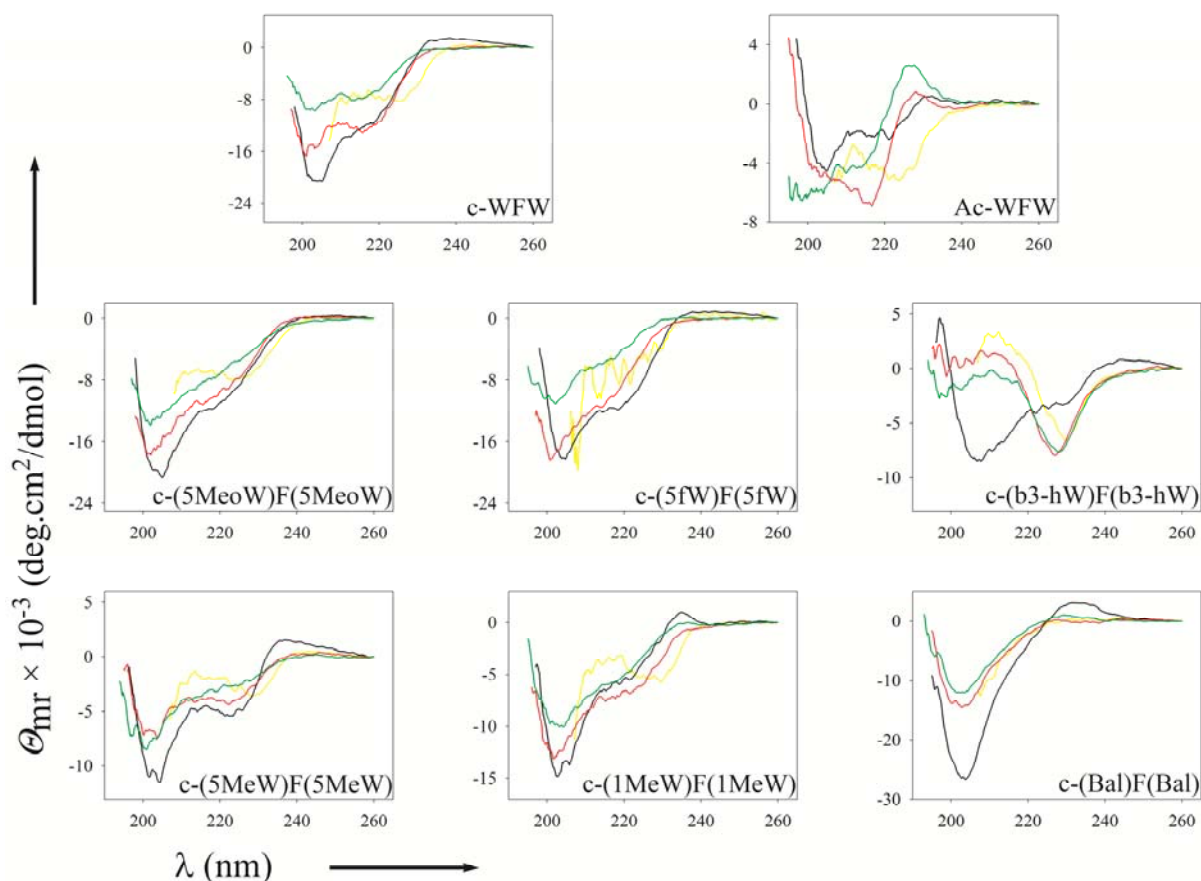 0
-8
-16
-24
200 220 240 260
c-WFW
4
0
-4
-8
200 220 240 260
Ac-WFW
0
-8
-16
-24
200 220 240 260
c-(5MeoW)F(5MeoW)
0
-8
-16
-24
200 220 240 260
c-(5fW)F(5fW)
5
0
-5
-10
200 220 240 260
c-(b3-hW)F(b3-hW)
5
0
-5
-10
200 220 240 260
c-(5MeW)F(5MeW)
0
-5
-10
-15
200 220 240 260
c-(1MeW)F(1MeW)
0
-10
-20
-30
200 220 240 260
c-(Bal)F(Bal)
Θmr × 10⁻³ (deg.cm²/dmol)
λ (nm)